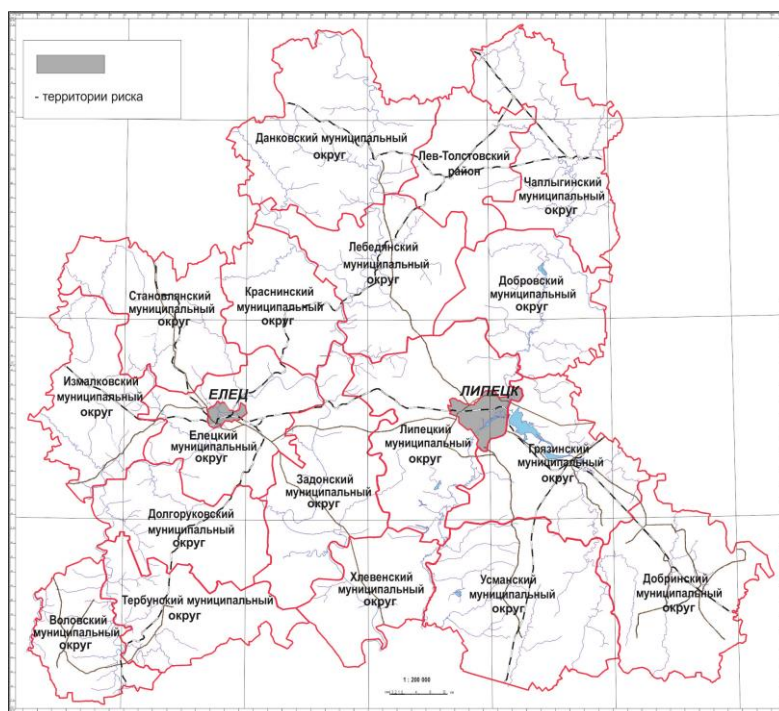 - территории риска
Данковский муниципальный
округ
Лев-Толстовский
район
Чаплыгинский
муниципальный
округ
Лебедянский
муниципальный
округ
Добровский
муниципальный
округ
Становлянский
муниципальный
округ
Краснинский
муниципальный
округ
Измалковский
муниципальный
округ
ЕЛЕЦ
ЛИПЕЦК
Елецкий
муниципальный
округ
Липецкий
муниципальный
округ
Грязинский
муниципальный
округ
Задонский
муниципальный
округ
Долгоруковский
муниципальный
округ
Хлевенский
муниципальный
округ
Усманский
муниципальный
округ
Добринский
муниципальный
округ
Воловский
муниципальный
округ
Тербунский муниципальный
округ
1 : 200 000